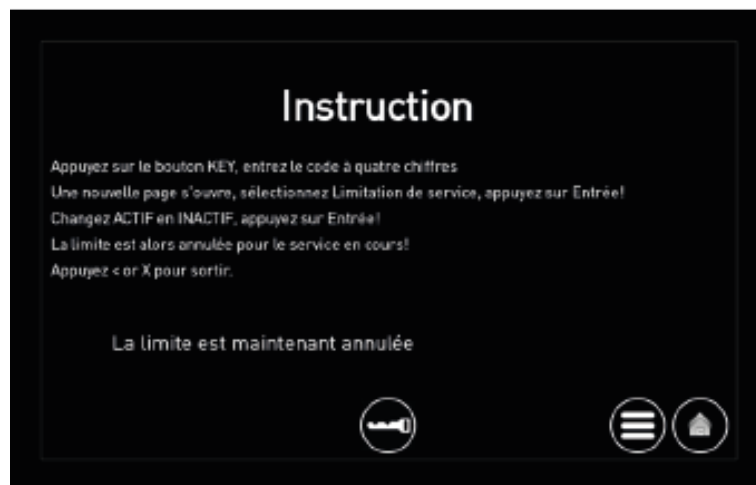 Instruction
Appuyez sur le bouton KEY, entrez le code à quatre chiffres
Une nouvelle page s'ouvre, sélectionnez Limitation de service, appuyez sur Entrée!
Changez ACTIF en INACTIF, appuyez sur Entrée!
La limite est alors annulée pour le service en cours!
Appuyez < or X pour sortir.
La limite est maintenant annulée